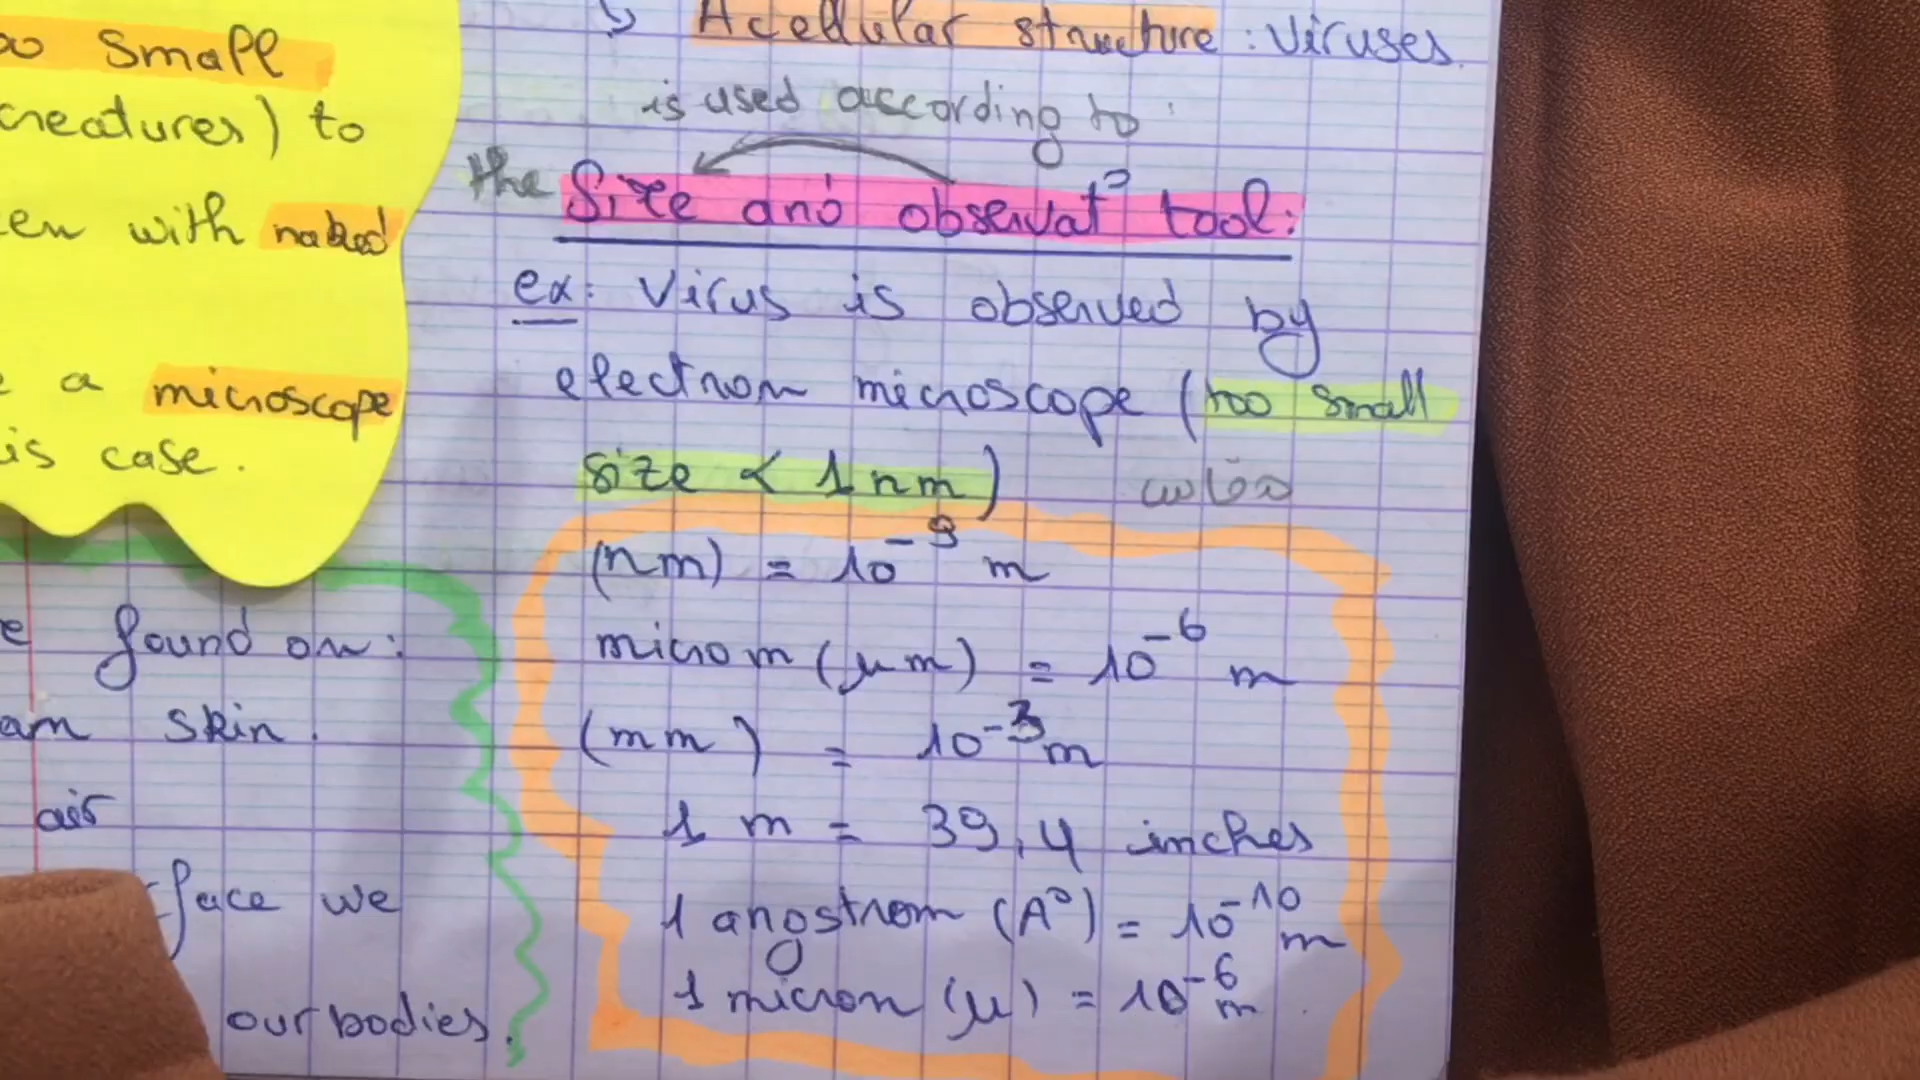 small
creatures) to
with naked
a microscope
is case.
found on:
skin.
air
face we
our bodies.
↳ Acellular structure : Viruses.
is used according to :
the Size and observat° tool:
ex: Virus is observed by
electron microscope (too small
size < 1 nm)
مقاس
(nm) = 10⁻⁹ m
micro m (μm) = 10⁻⁶ m
(mm) = 10⁻³ m
1 m = 39,4 inches
1 angstrom (A°) = 10⁻¹⁰ m
1 micron (μ) = 10⁻⁶ m